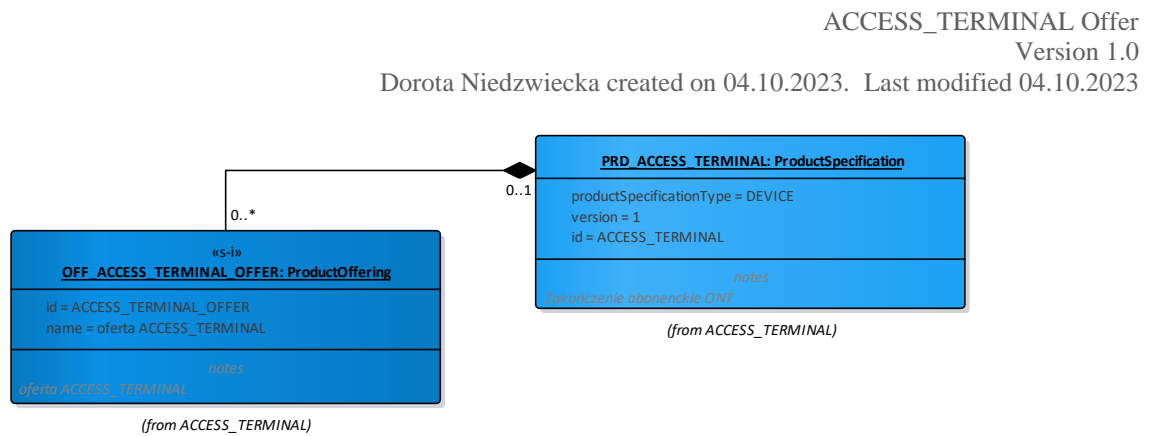 ACCESS_TERMINAL Offer
Version 1.0
Dorota Niedzwiecka created on 04.10.2023.  Last modified 04.10.2023
PRD_ACCESS_TERMINAL: ProductSpecification
productSpecificationType = DEVICE
version = 1
id = ACCESS_TERMINAL
notes
Zakończenie abonenckie ONT
(from ACCESS_TERMINAL)
0..1
0..*
«s-i»
OFF_ACCESS_TERMINAL_OFFER: ProductOffering
id = ACCESS_TERMINAL_OFFER
name = oferta ACCESS_TERMINAL
notes
oferta ACCESS_TERMINAL
(from ACCESS_TERMINAL)